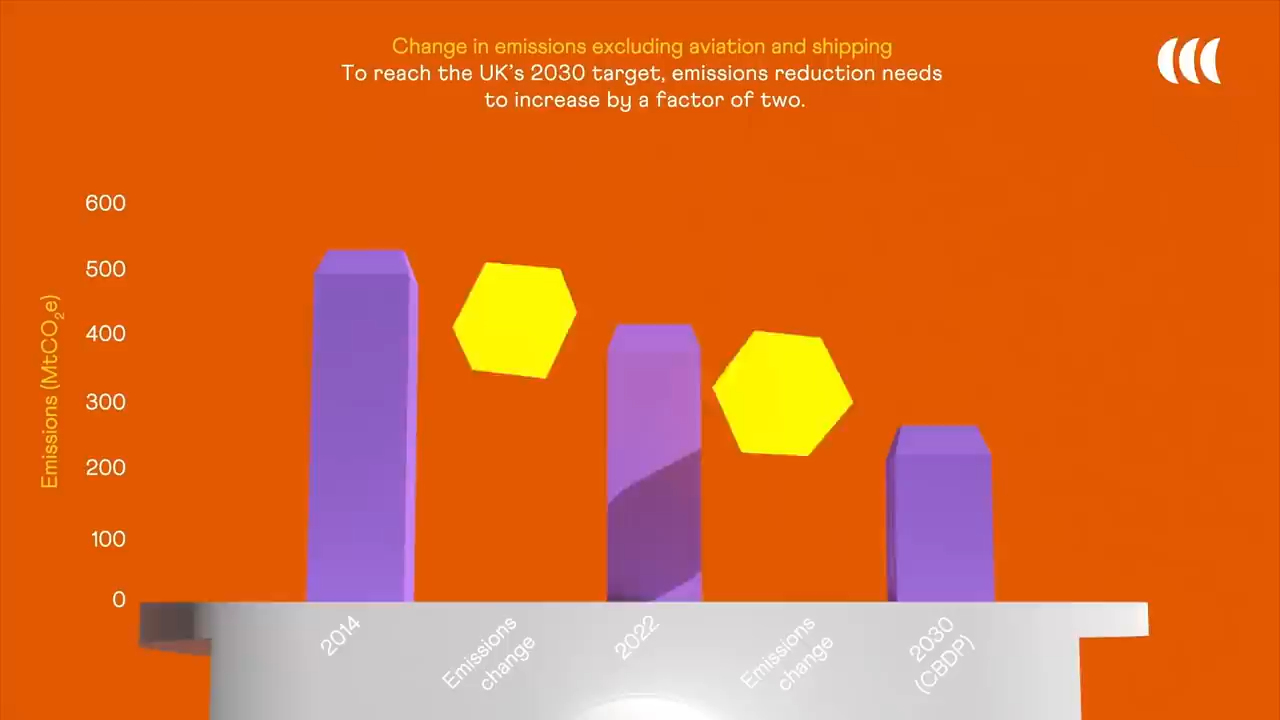 Change in emissions excluding aviation and shipping
To reach the UK's 2030 target, emissions reduction needs
to increase by a factor of two.
600
500
400
300
200
100
0
Emissions (MtCO₂e)
2014
Emissions
change
2022
Emissions
change
2030
(CBDP)